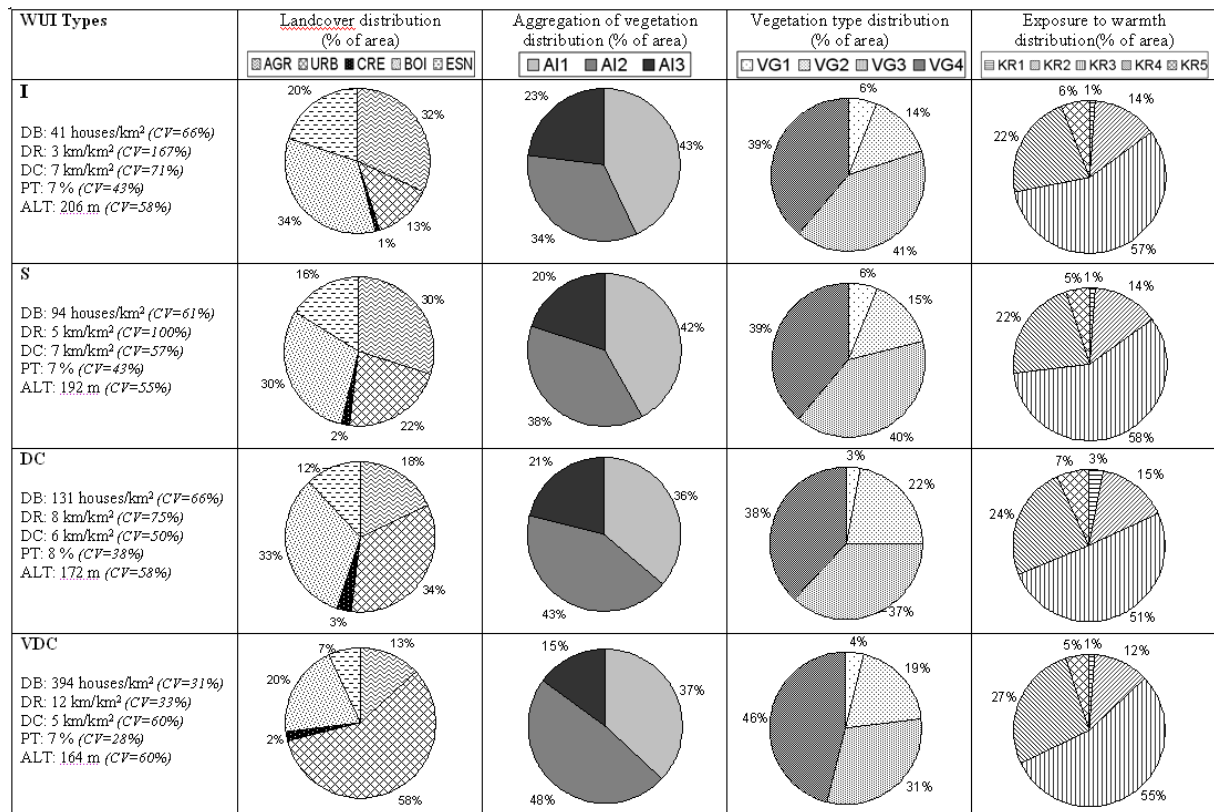 WUI Types
Landcover distribution
(% of area)
AGR URB CRE BOI ESN
Aggregation of vegetation
distribution (% of area)
AI1 AI2 AI3
Vegetation type distribution
(% of area)
VG1 VG2 VG3 VG4
Exposure to warmth
distribution(% of area)
KR1 KR2 KR3 KR4 KR5
I
DB: 41 houses/km² (CV=66%)
DR: 3 km/km² (CV=167%)
DC: 7 km/km² (CV=71%)
PT: 7 % (CV=43%)
ALT: 206 m (CV=58%)
20%
32%
34%
1%
13%
23%
43%
34%
6%
14%
39%
41%
6%
1%
14%
22%
57%
S
DB: 94 houses/km² (CV=61%)
DR: 5 km/km² (CV=100%)
DC: 7 km/km² (CV=57%)
PT: 7 % (CV=43%)
ALT: 192 m (CV=55%)
16%
30%
30%
2%
22%
20%
42%
38%
6%
15%
39%
40%
5%
1%
14%
22%
58%
DC
DB: 131 houses/km² (CV=66%)
DR: 8 km/km² (CV=75%)
DC: 6 km/km² (CV=50%)
PT: 8 % (CV=38%)
ALT: 172 m (CV=58%)
12%
18%
33%
3%
34%
21%
36%
43%
3%
22%
38%
37%
7%
3%
15%
24%
51%
VDC
DB: 394 houses/km² (CV=31%)
DR: 12 km/km² (CV=33%)
DC: 5 km/km² (CV=60%)
PT: 7 % (CV=28%)
ALT: 164 m (CV=60%)
7%
13%
20%
2%
58%
15%
37%
48%
4%
19%
46%
31%
5%
1%
12%
27%
55%